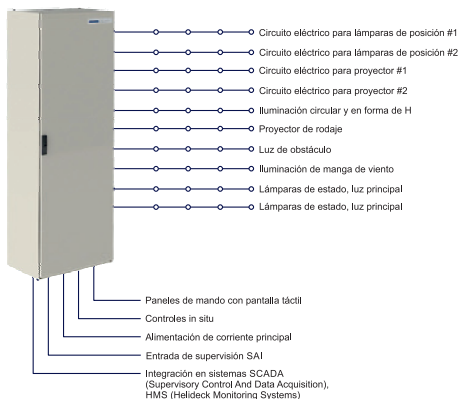 Circuito eléctrico para lámparas de posición #1
Circuito eléctrico para lámparas de posición #2
Circuito eléctrico para proyector #1
Circuito eléctrico para proyector #2
Iluminación circular y en forma de H
Proyector de rodaje
Luz de obstáculo
Iluminación de manga de viento
Lámparas de estado, luz principal
Lámparas de estado, luz principal
Paneles de mando con pantalla táctil
Controles in situ
Alimentación de corriente principal
Entrada de supervisión SAI
Integración en sistemas SCADA
(Supervisory Control And Data Acquisition),
HMS (Helideck Monitoring Systems)